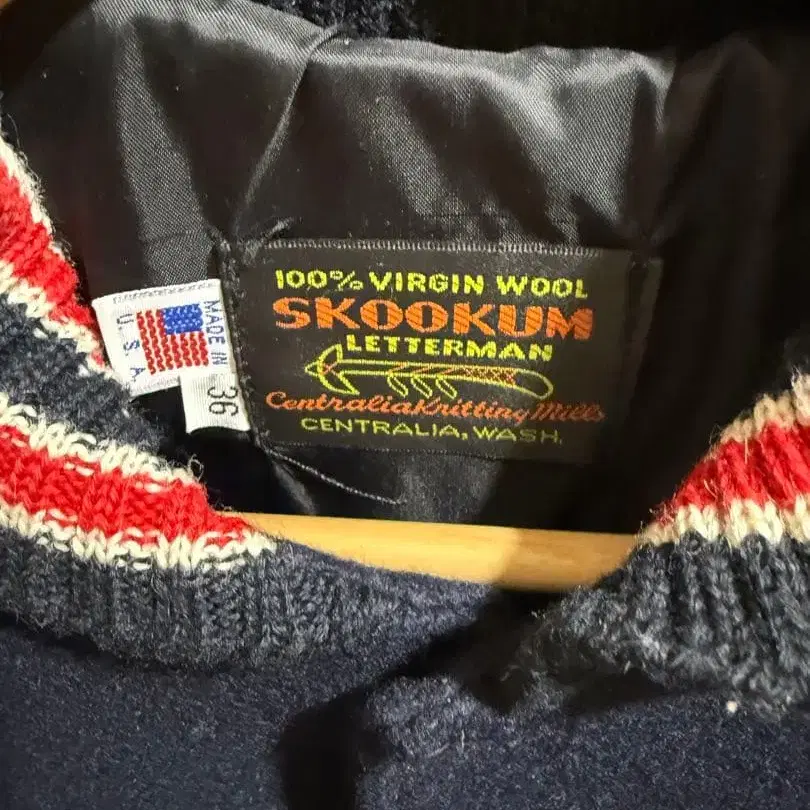 100% VIRGIN WOOL
SKOOKUM
LETTERMAN
Centralia Knitting Mills
CENTRALIA, WASH.
MADE IN
U.S.A.
36